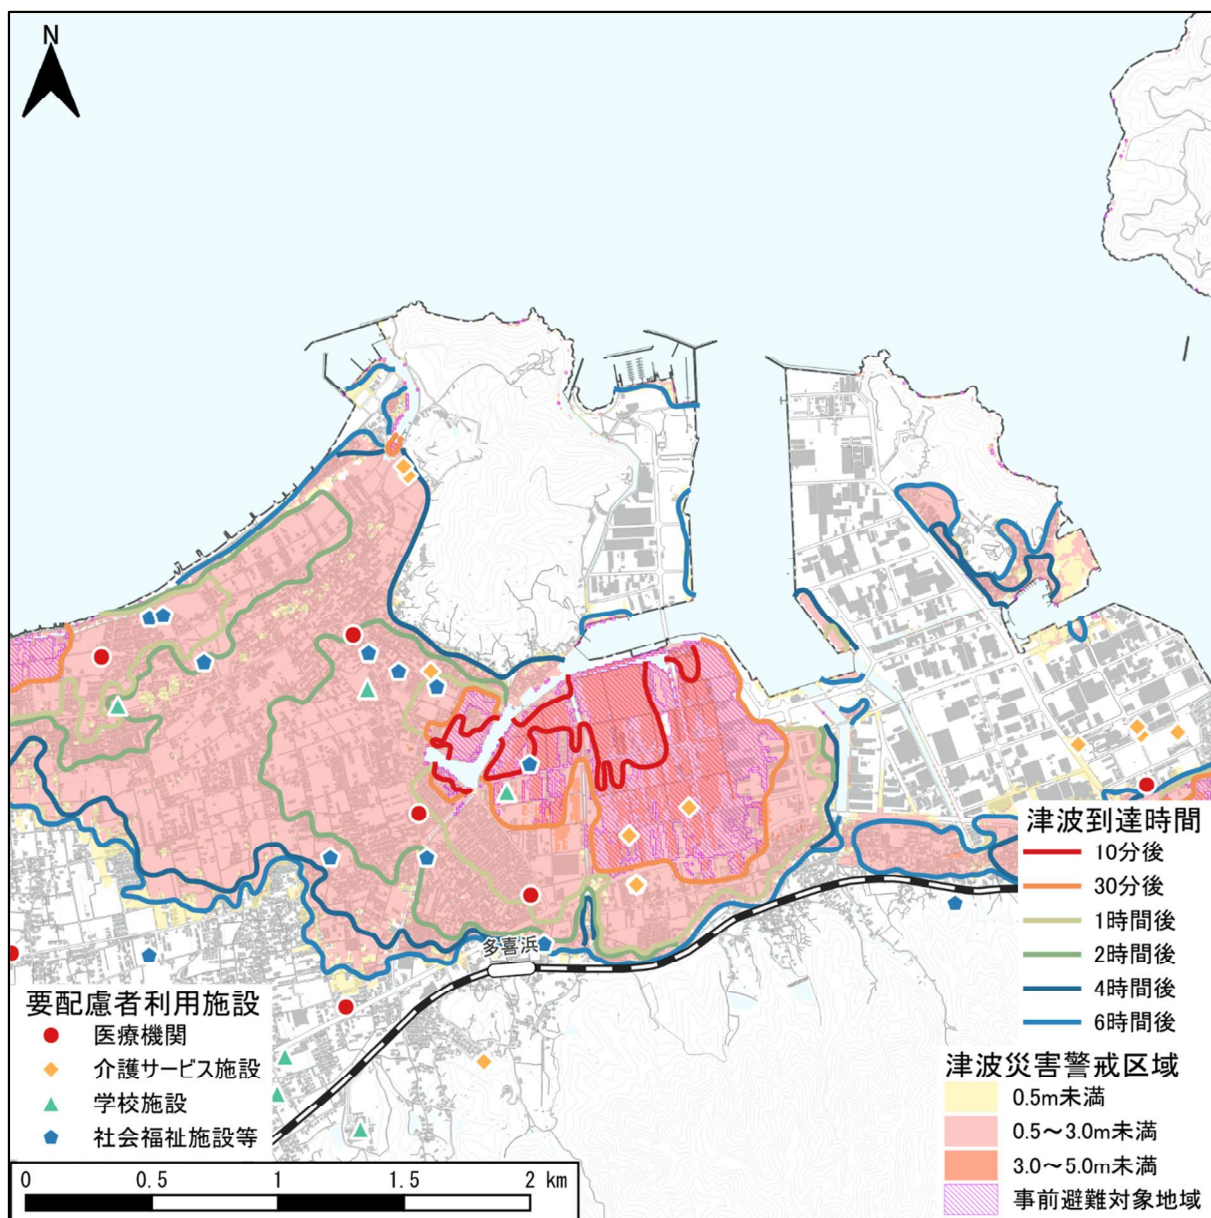 N
多喜浜
要配慮者利用施設
医療機関
介護サービス施設
学校施設
社会福祉施設等
0 0.5 1 1.5 2 km
津波到達時間
10分後
30分後
1時間後
2時間後
4時間後
6時間後
津波災害警戒区域
0.5m未満
0.5～3.0m未満
3.0～5.0m未満
事前避難対象地域